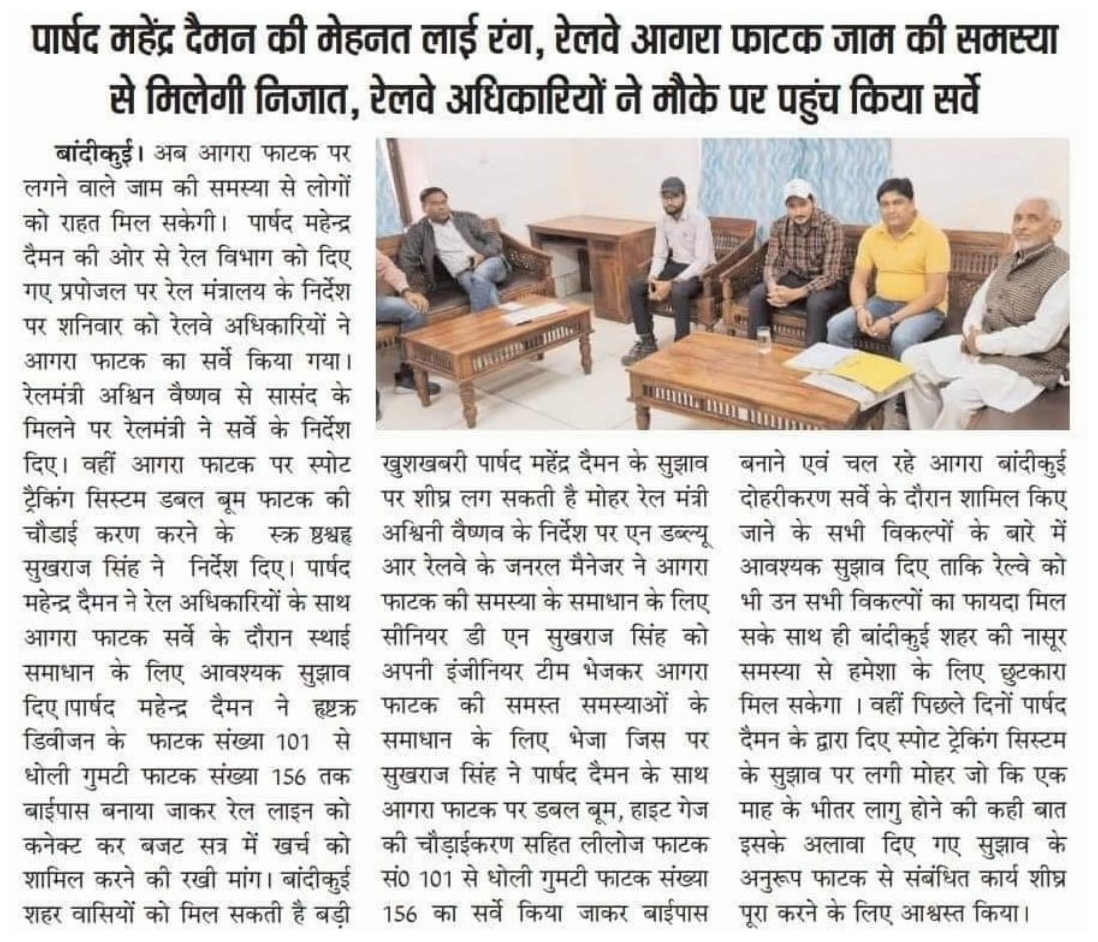 पार्षद महेंद्र दैमन की मेहनत लाई रंग, रेलवे आगरा फाटक जाम की समस्या
से मिलेगी निजात, रेलवे अधिकारियों ने मौके पर पहुंच किया सर्वे
बांदीकुई। अब आगरा फाटक पर
लगने वाले जाम की समस्या से लोगों
को राहत मिल सकेगी। पार्षद महेन्द्र
दैमन की ओर से रेल विभाग को दिए
गए प्रपोजल पर रेल मंत्रालय के निर्देश
पर शनिवार को रेलवे अधिकारियों ने
आगरा फाटक का सर्वे किया गया।
रेलमंत्री अश्विन वैष्णव से सासंद के
मिलने पर रेलमंत्री ने सर्वे के निर्देश
दिए। वहीं आगरा फाटक पर स्पोट
ट्रैकिंग सिस्टम डबल बूम फाटक की
चौडाई करण करने के स्क्र ष्ठश्वहृ
सुखराज सिंह ने निर्देश दिए। पार्षद
महेन्द्र दैमन ने रेल अधिकारियों के साथ
आगरा फाटक सर्वे के दौरान स्थाई
समाधान के लिए आवश्यक सुझाव
दिए।पार्षद महेन्द्र दैमन ने हृष्टक्र
डिवीजन के फाटक संख्या 101 से
धोली गुमटी फाटक संख्या 156 तक
बाईपास बनाया जाकर रेल लाइन को
कनेक्ट कर बजट सत्र में खर्च को
शामिल करने की रखी मांग। बांदीकुई
शहर वासियों को मिल सकती है बड़ी
खुशखबरी पार्षद महेंद्र दैमन के सुझाव
पर शीघ्र लग सकती है मोहर रेल मंत्री
अश्विनी वैष्णव के निर्देश पर एन डब्ल्यू
आर रेलवे के जनरल मैनेजर ने आगरा
फाटक की समस्या के समाधान के लिए
सीनियर डी एन सुखराज सिंह को
अपनी इंजीनियर टीम भेजकर आगरा
फाटक की समस्त समस्याओं के
समाधान के लिए भेजा जिस पर
सुखराज सिंह ने पार्षद दैमन के साथ
आगरा फाटक पर डबल बूम, हाइट गेज
की चौड़ाईकरण सहित लीलोज फाटक
सं0 101 से धोली गुमटी फाटक संख्या
156 का सर्वे किया जाकर बाईपास
बनाने एवं चल रहे आगरा बांदीकुई
दोहरीकरण सर्वे के दौरान शामिल किए
जाने के सभी विकल्पों के बारे में
आवश्यक सुझाव दिए ताकि रेल्वे को
भी उन सभी विकल्पों का फायदा मिल
सके साथ ही बांदीकुई शहर की नासूर
समस्या से हमेशा के लिए छुटकारा
मिल सकेगा । वहीं पिछले दिनों पार्षद
दैमन के द्वारा दिए स्पोट ट्रेकिंग सिस्टम
के सुझाव पर लगी मोहर जो कि एक
माह के भीतर लागु होने की कही बात
इसके अलावा दिए गए सुझाव के
अनुरूप फाटक से संबंधित कार्य शीघ्र
पूरा करने के लिए आश्वस्त किया।